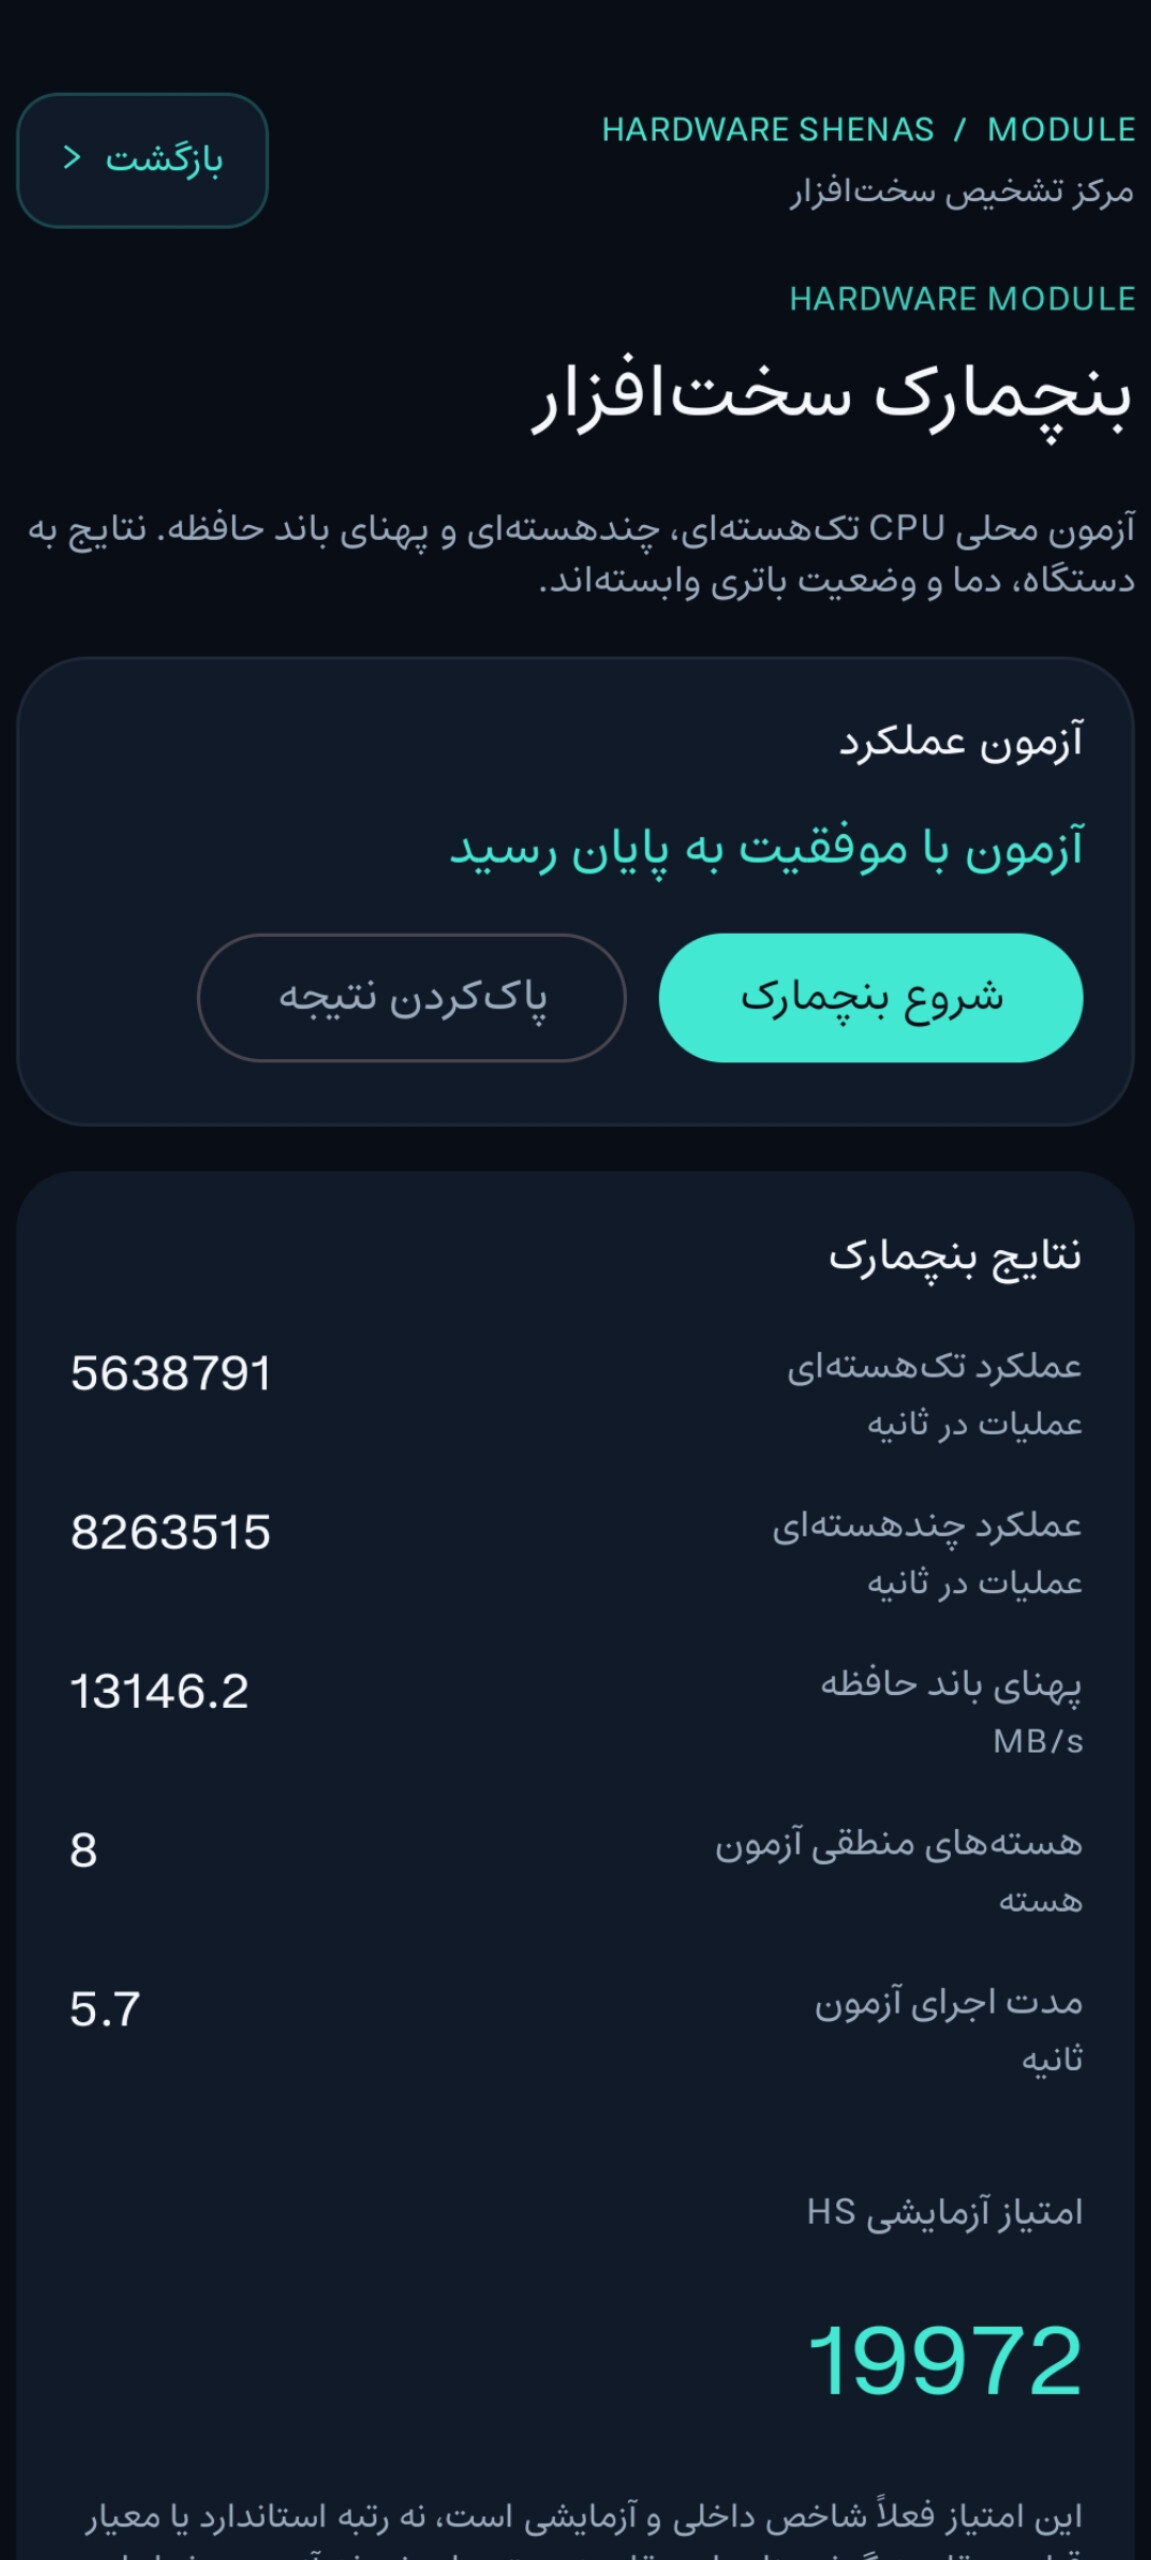 HARDWARE SHENAS / MODULE
مرکز تشخیص سخت‌افزار
بازگشت >
HARDWARE MODULE
بنچمارک سخت‌افزار
آزمون محلی CPU تک‌هسته‌ای، چندهسته‌ای و پهنای باند حافظه. نتایج به
دستگاه، دما و وضعیت باتری وابسته‌اند.
آزمون عملکرد
آزمون با موفقیت به پایان رسید
شروع بنچمارک
پاک‌کردن نتیجه
نتایج بنچمارک
عملکرد تک‌هسته‌ای
عملیات در ثانیه
5638791
عملکرد چندهسته‌ای
عملیات در ثانیه
8263515
پهنای باند حافظه
MB/s
13146.2
هسته‌های منطقی آزمون
هسته
8
مدت اجرای آزمون
ثانیه
5.7
امتیاز آزمایشی HS
19972
این امتیاز فعلاً شاخص داخلی و آزمایشی است، نه رتبه استاندارد یا معیار